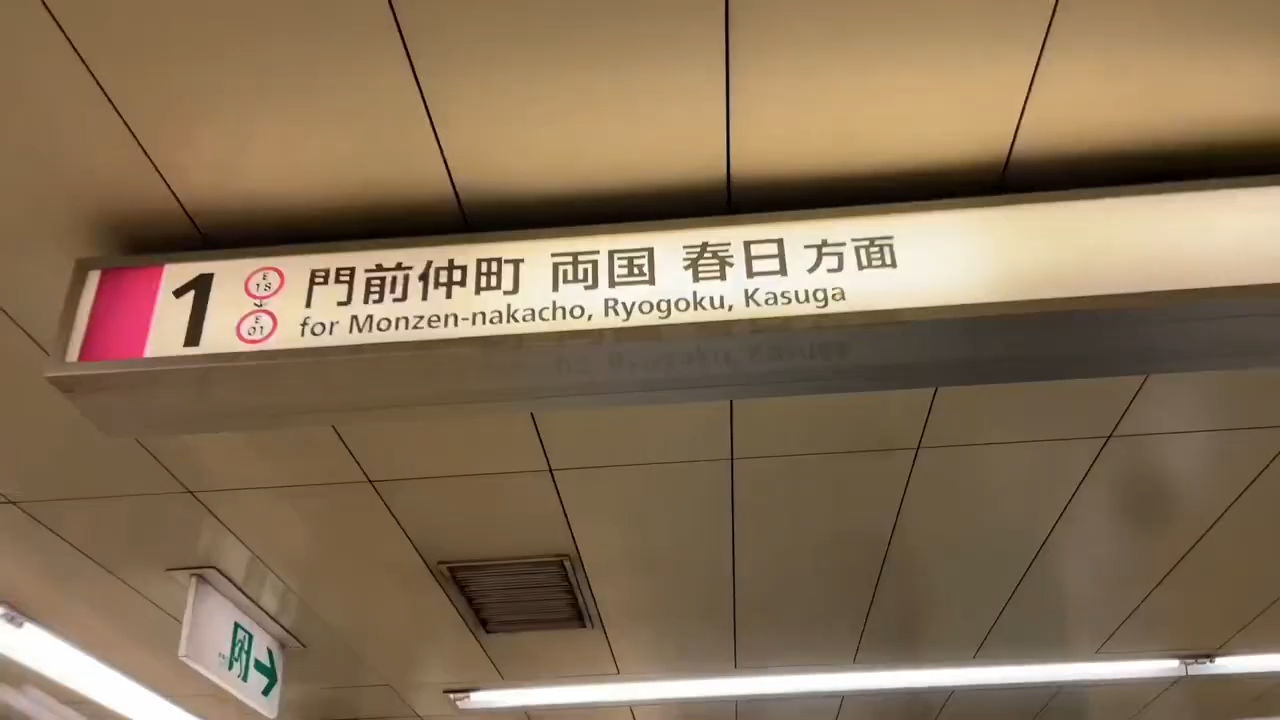 1
E 18
E 01
門前仲町 両国 春日 方面
for Monzen-nakacho, Ryogoku, Kasuga